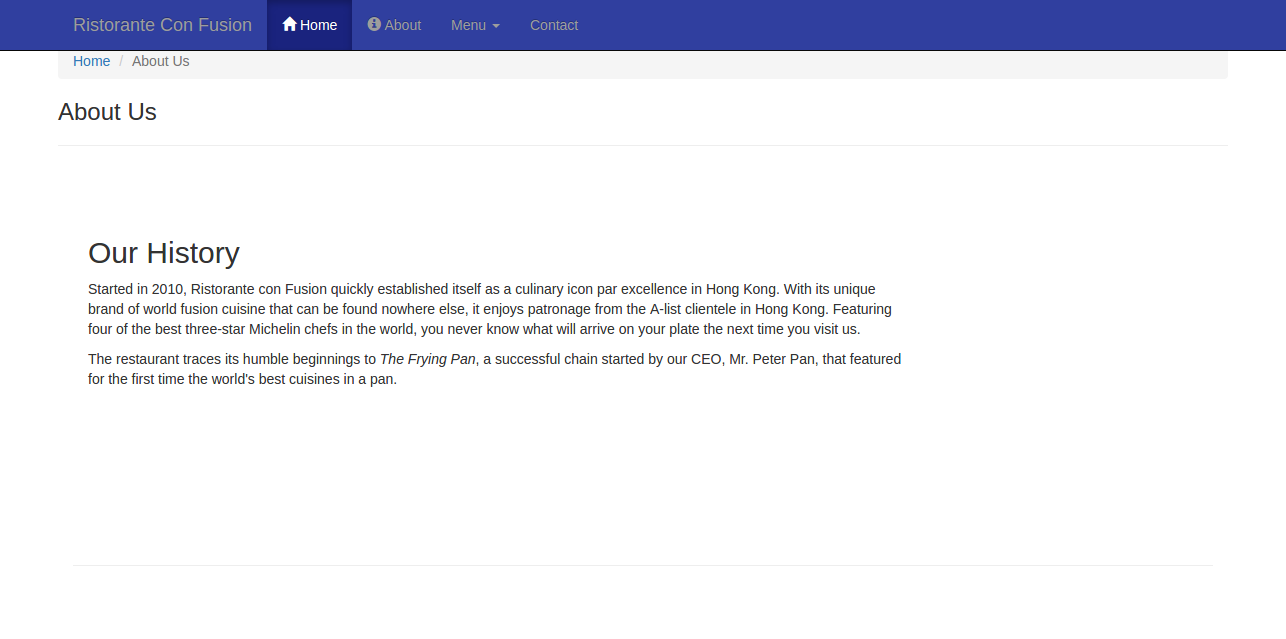 Ristorante Con Fusion Home About Menu Contact
Home / About Us
About Us
Our History
Started in 2010, Ristorante con Fusion quickly established itself as a culinary icon par excellence in Hong Kong. With its unique
brand of world fusion cuisine that can be found nowhere else, it enjoys patronage from the A-list clientele in Hong Kong. Featuring
four of the best three-star Michelin chefs in the world, you never know what will arrive on your plate the next time you visit us.
The restaurant traces its humble beginnings to The Frying Pan, a successful chain started by our CEO, Mr. Peter Pan, that featured
for the first time the world's best cuisines in a pan.